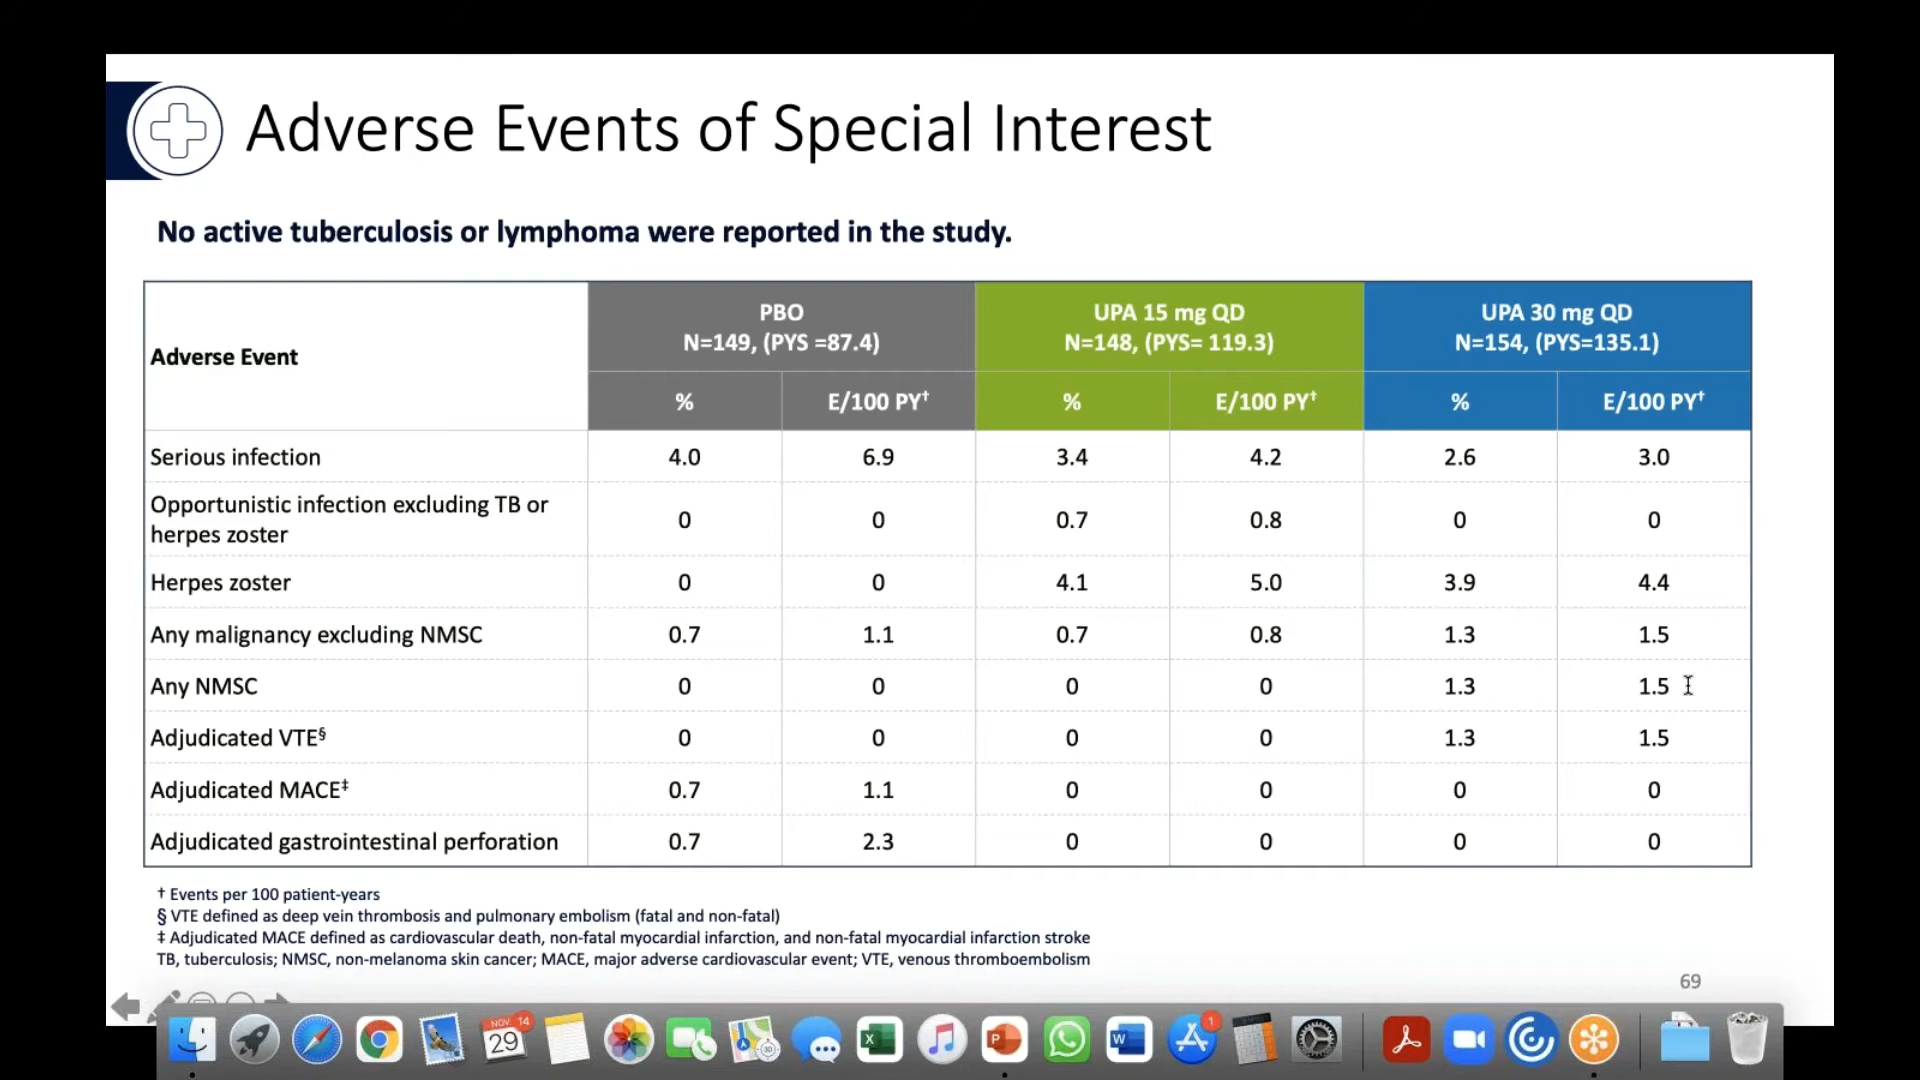 Adverse Events of Special Interest
No active tuberculosis or lymphoma were reported in the study.
Adverse Event
PBO
N=149, (PYS =87.4)
UPA 15 mg QD
N=148, (PYS= 119.3)
UPA 30 mg QD
N=154, (PYS=135.1)
% E/100 PY† % E/100 PY† % E/100 PY†
Serious infection 4.0 6.9 3.4 4.2 2.6 3.0
Opportunistic infection excluding TB or
herpes zoster 0 0 0.7 0.8 0 0
Herpes zoster 0 0 4.1 5.0 3.9 4.4
Any malignancy excluding NMSC 0.7 1.1 0.7 0.8 1.3 1.5
Any NMSC 0 0 0 0 1.3 1.5
Adjudicated VTE§ 0 0 0 0 1.3 1.5
Adjudicated MACE‡ 0.7 1.1 0 0 0 0
Adjudicated gastrointestinal perforation 0.7 2.3 0 0 0 0
† Events per 100 patient-years
§ VTE defined as deep vein thrombosis and pulmonary embolism (fatal and non-fatal)
‡ Adjudicated MACE defined as cardiovascular death, non-fatal myocardial infarction, and non-fatal myocardial infarction stroke
TB, tuberculosis; NMSC, non-melanoma skin cancer; MACE, major adverse cardiovascular event; VTE, venous thromboembolism
69
NOV 14
29
1